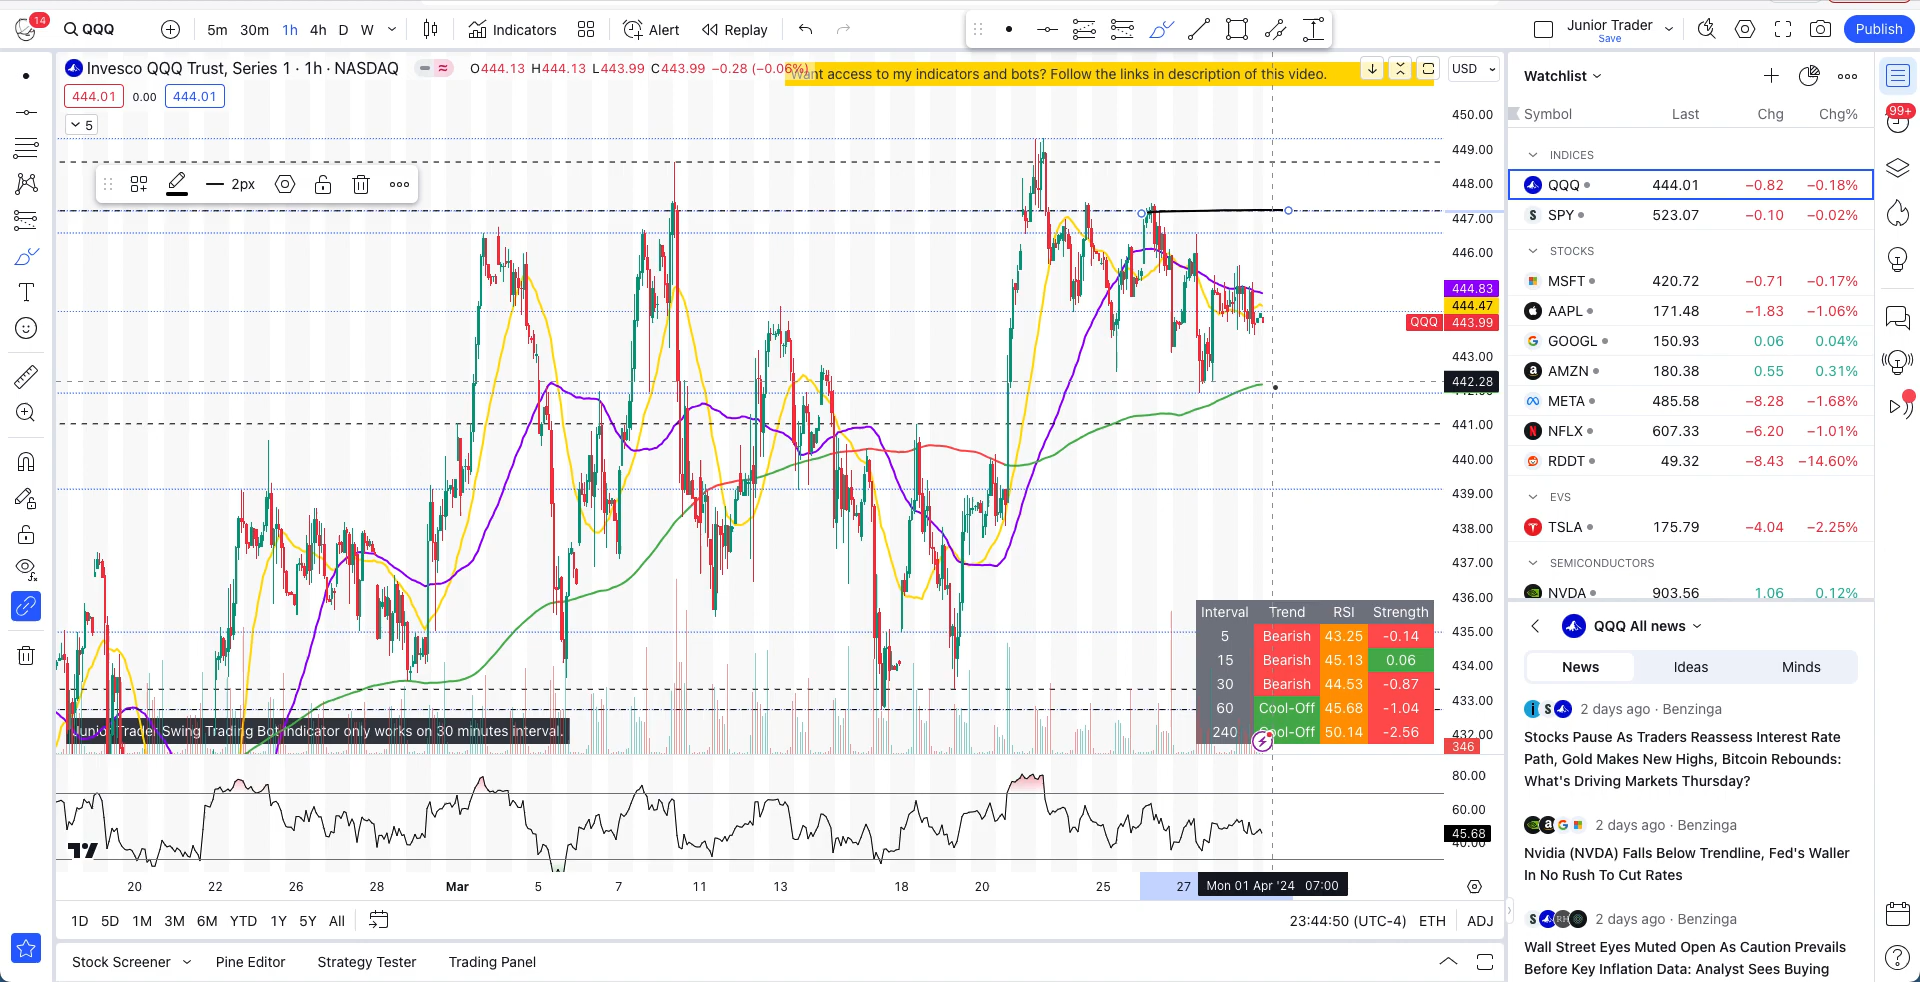 14
QQQ
5m 30m 1h 4h D W
Indicators
Alert
Replay
Junior Trader
Save
Publish
Invesco QQQ Trust, Series 1 · 1h · NASDAQ
O444.13 H444.13 L443.99 C443.99 −0.28 (−0.06%)
ant access to my indicators and bots? Follow the links in description of this video.
USD
444.01 0.00 444.01
5
2px
450.00
449.00
448.00
447.00
446.00
444.83
444.47
QQQ 443.99
443.00
442.28
441.00
440.00
439.00
438.00
437.00
436.00
435.00
434.00
433.00
432.00
346
Interval Trend RSI Strength
5 Bearish 43.25 -0.14
15 Bearish 45.13 0.06
30 Bearish 44.53 -0.87
60 Cool-Off 45.68 -1.04
240 -Off 50.14 -2.56
Junior Trader Swing Trading Bot indicator only works on 30 minutes interval.
80.00
60.00
45.68
40.00
20 22 26 28 Mar 5 7 11 13 18 20 25 27
Mon 01 Apr '24 07:00
1D 5D 1M 3M 6M YTD 1Y 5Y All
23:44:50 (UTC-4) ETH ADJ
Stock Screener Pine Editor Strategy Tester Trading Panel
Watchlist
Symbol Last Chg Chg%
INDICES
QQQ 444.01 −0.82 −0.18%
SPY 523.07 −0.10 −0.02%
STOCKS
MSFT 420.72 −0.71 −0.17%
AAPL 171.48 −1.83 −1.06%
GOOGL 150.93 0.06 0.04%
AMZN 180.38 0.55 0.31%
META 485.58 −8.28 −1.68%
NFLX 607.33 −6.20 −1.01%
RDDT 49.32 −8.43 −14.60%
EVS
TSLA 175.79 −4.04 −2.25%
SEMICONDUCTORS
NVDA 903.56 1.06 0.12%
QQQ All news
News Ideas Minds
2 days ago · Benzinga
Stocks Pause As Traders Reassess Interest Rate
Path, Gold Makes New Highs, Bitcoin Rebounds:
What's Driving Markets Thursday?
2 days ago · Benzinga
Nvidia (NVDA) Falls Below Trendline, Fed's Waller
In No Rush To Cut Rates
2 days ago · Benzinga
Wall Street Eyes Muted Open As Caution Prevails
Before Key Inflation Data: Analyst Sees Buying
99+